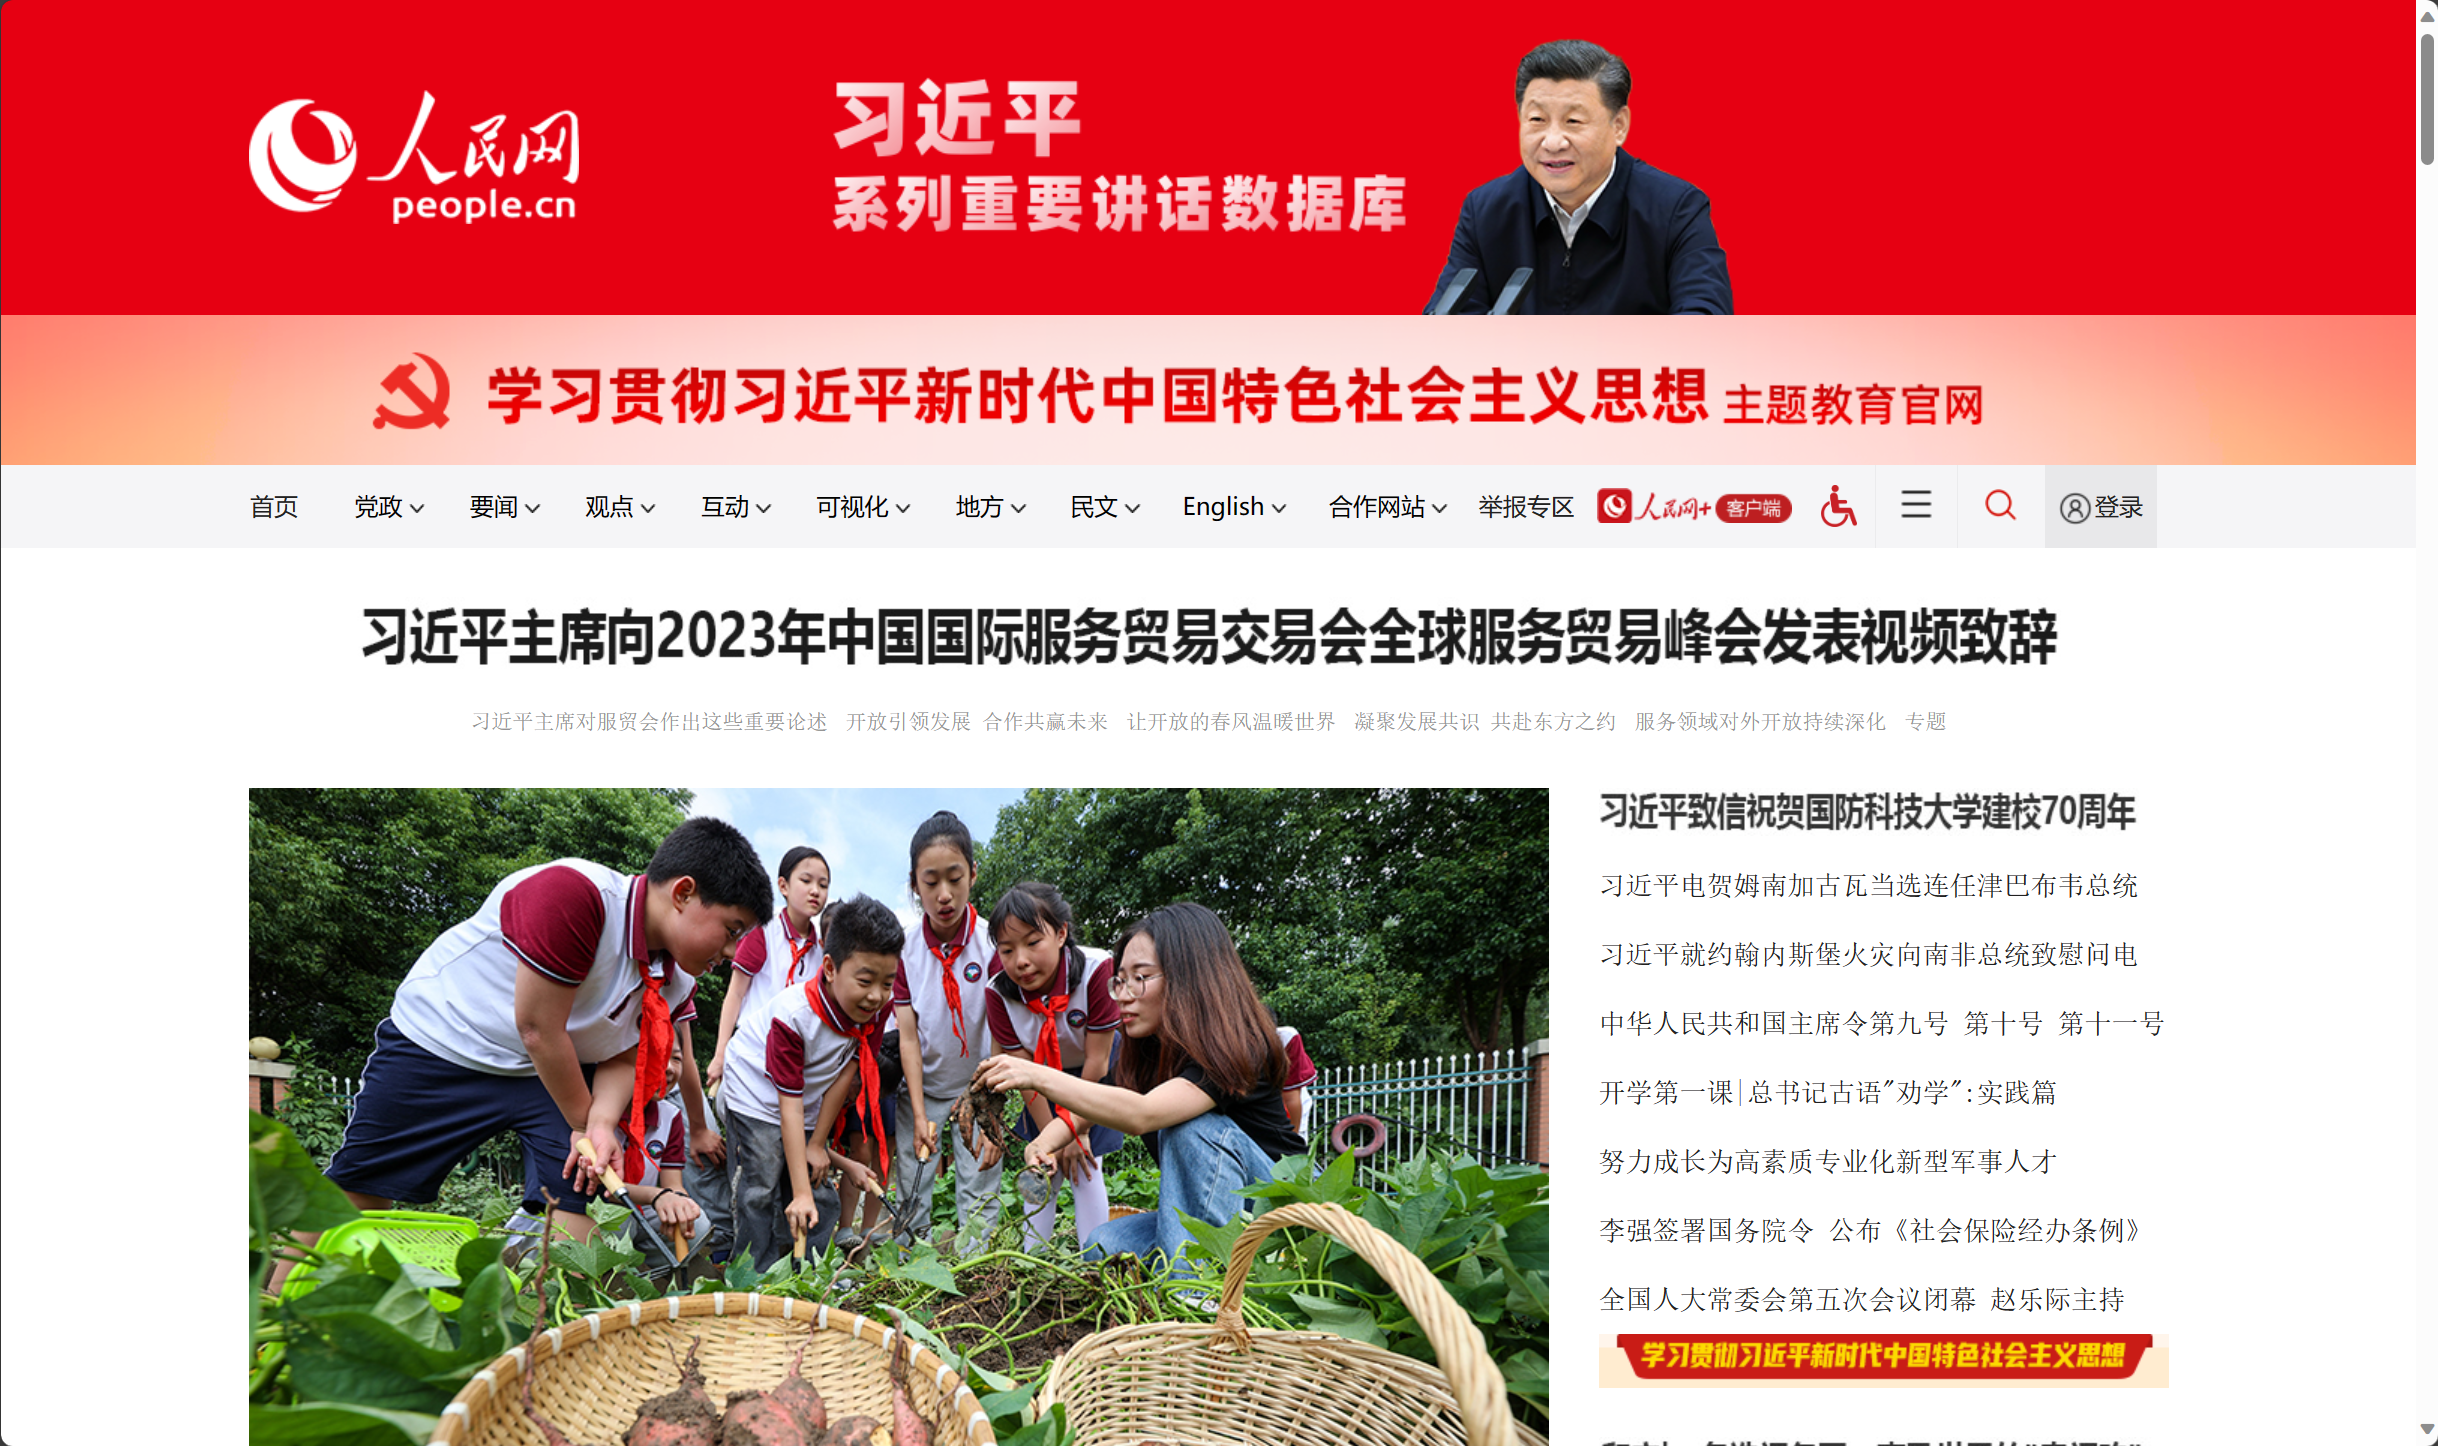 人民网
people.cn
习近平
系列重要讲话数据库
学习贯彻习近平新时代中国特色社会主义思想 主题教育官网
首页 党政 要闻 观点 互动 可视化 地方 民文 English 合作网站 举报专区 人民网+ 客户端 登录
习近平主席向2023年中国国际服务贸易交易会全球服务贸易峰会发表视频致辞
习近平主席对服贸会作出这些重要论述 开放引领发展 合作共赢未来 让开放的春风温暖世界 凝聚发展共识 共赴东方之约 服务领域对外开放持续深化 专题
习近平致信祝贺国防科技大学建校70周年
习近平电贺姆南加古瓦当选连任津巴布韦总统
习近平就约翰内斯堡火灾向南非总统致慰问电
中华人民共和国主席令第九号 第十号 第十一号
开学第一课|总书记古语"劝学":实践篇
努力成长为高素质专业化新型军事人才
李强签署国务院令 公布《社会保险经办条例》
全国人大常委会第五次会议闭幕 赵乐际主持
学习贯彻习近平新时代中国特色社会主义思想